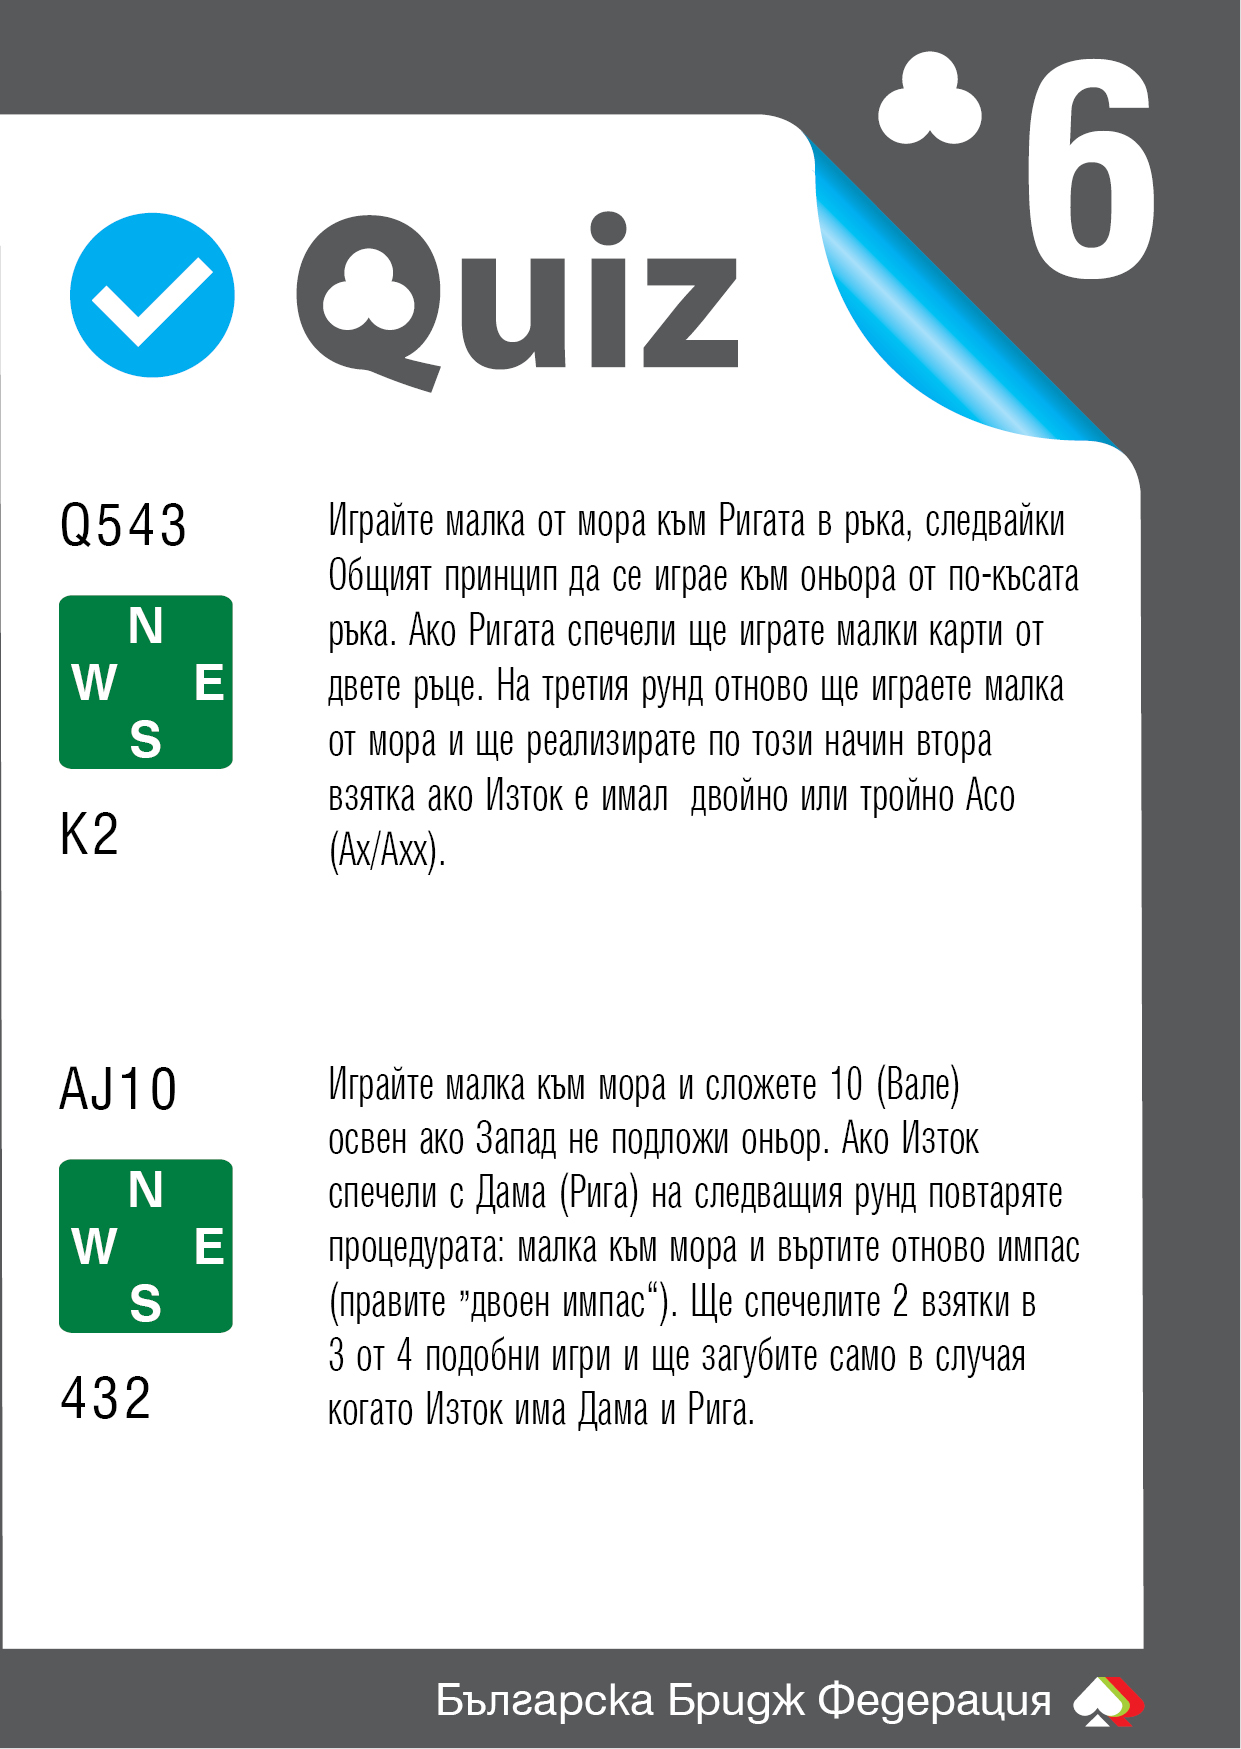 6
Quiz
Q543
N
W E
S
K2
Играйте малка от мора към Ригата в ръка, следвайки
Общият принцип да се играе към оньора от по-късата
ръка. Ако Ригата спечели ще играте малки карти от
двете ръце. На третия рунд отново ще играете малка
от мора и ще реализирате по този начин втора
взятка ако Изток е имал  двойно или тройно Асо
(Ax/Axx).
AJ10
N
W E
S
432
Играйте малка към мора и сложете 10 (Вале)
освен ако Запад не подложи оньор. Ако Изток
спечели с Дама (Рига) на следващия рунд повтаряте
процедурата: малка към мора и въртите отново импас
(правите ”двоен импас“). Ще спечелите 2 взятки в
3 от 4 подобни игри и ще загубите само в случая
когато Изток има Дама и Рига.
Българска Бридж Федерация